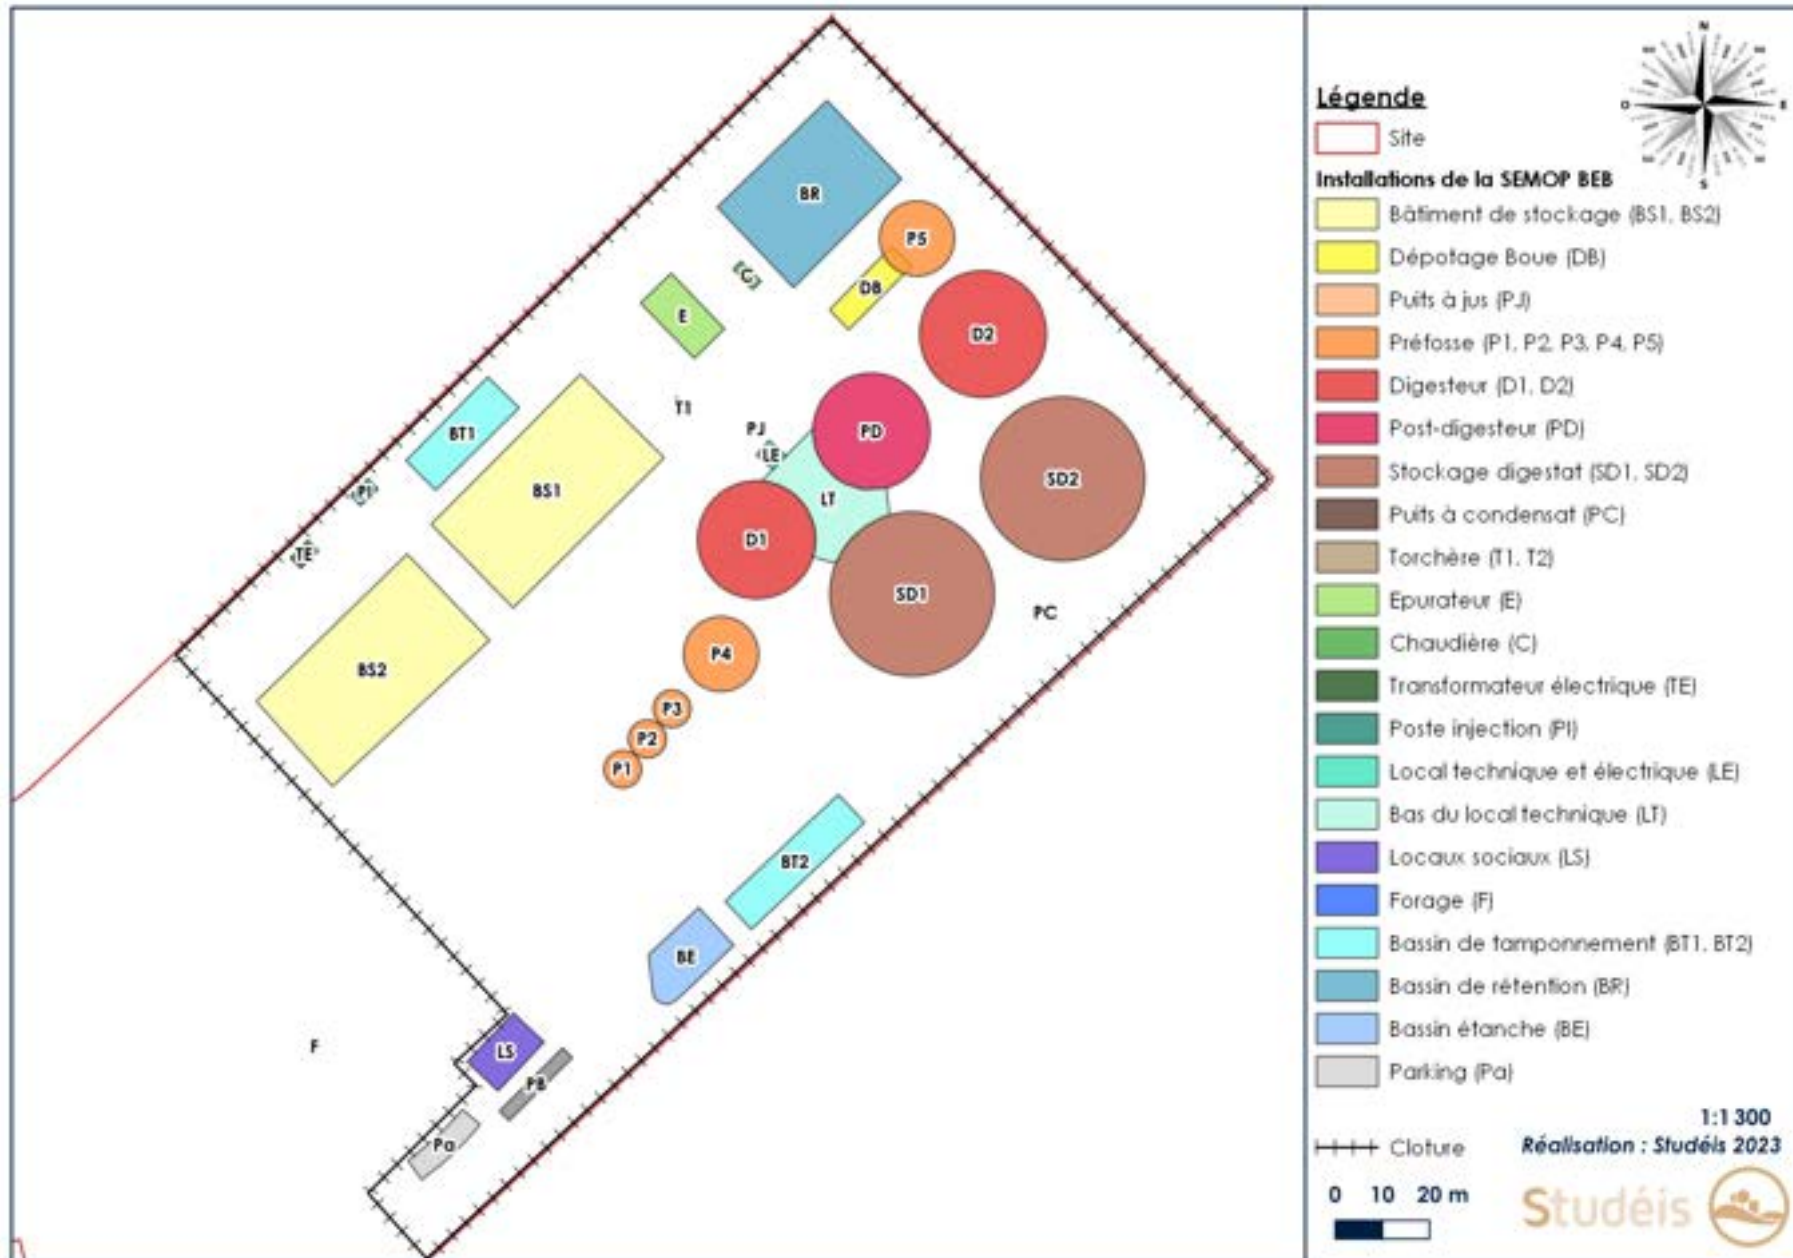 BR
P5
EC
DB
E
D2
T1
PJ
LE
PD
BT1
PI
BS1
LT
SD2
TE
D1
SD1
PC
BS2
P4
P3
P2
P1
BT2
BE
F
LS
PB
Pa
N
O
E
S
Légende
Site
Installations de la SEMOP BEB
Bâtiment de stockage (BS1, BS2)
Dépotage Boue (DB)
Puits à jus (PJ)
Préfosse (P1, P2, P3, P4, P5)
Digesteur (D1, D2)
Post-digesteur (PD)
Stockage digestat (SD1, SD2)
Puits à condensat (PC)
Torchère (T1, T2)
Epurateur (E)
Chaudière (C)
Transformateur électrique (TE)
Poste injection (PI)
Local technique et électrique (LE)
Bas du local technique (LT)
Locaux sociaux (LS)
Forage (F)
Bassin de tamponnement (BT1, BT2)
Bassin de rétention (BR)
Bassin étanche (BE)
Parking (Pa)
1:1 300
Cloture
Réalisation : Studéis 2023
0 10 20 m
Studéis